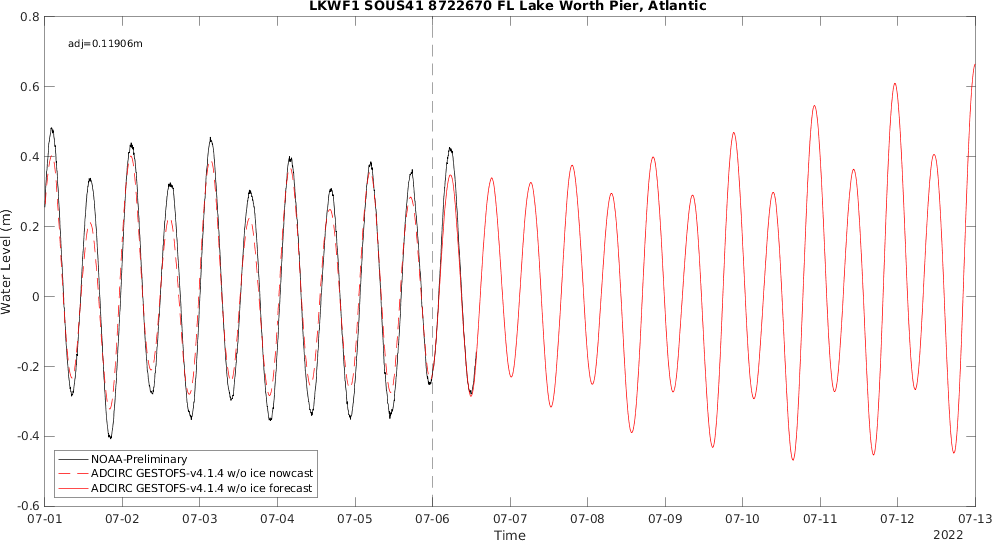 LKWF1 SOUS41 8722670 FL Lake Worth Pier, Atlantic
adj=0.11906m
0.8
0.6
0.4
0.2
0
-0.2
-0.4
-0.6
Water Level (m)
NOAA-Preliminary
ADCIRC GESTOFS-v4.1.4 w/o ice nowcast
ADCIRC GESTOFS-v4.1.4 w/o ice forecast
07-01 07-02 07-03 07-04 07-05 07-06 07-07 07-08 07-09 07-10 07-11 07-12 07-13
Time
2022